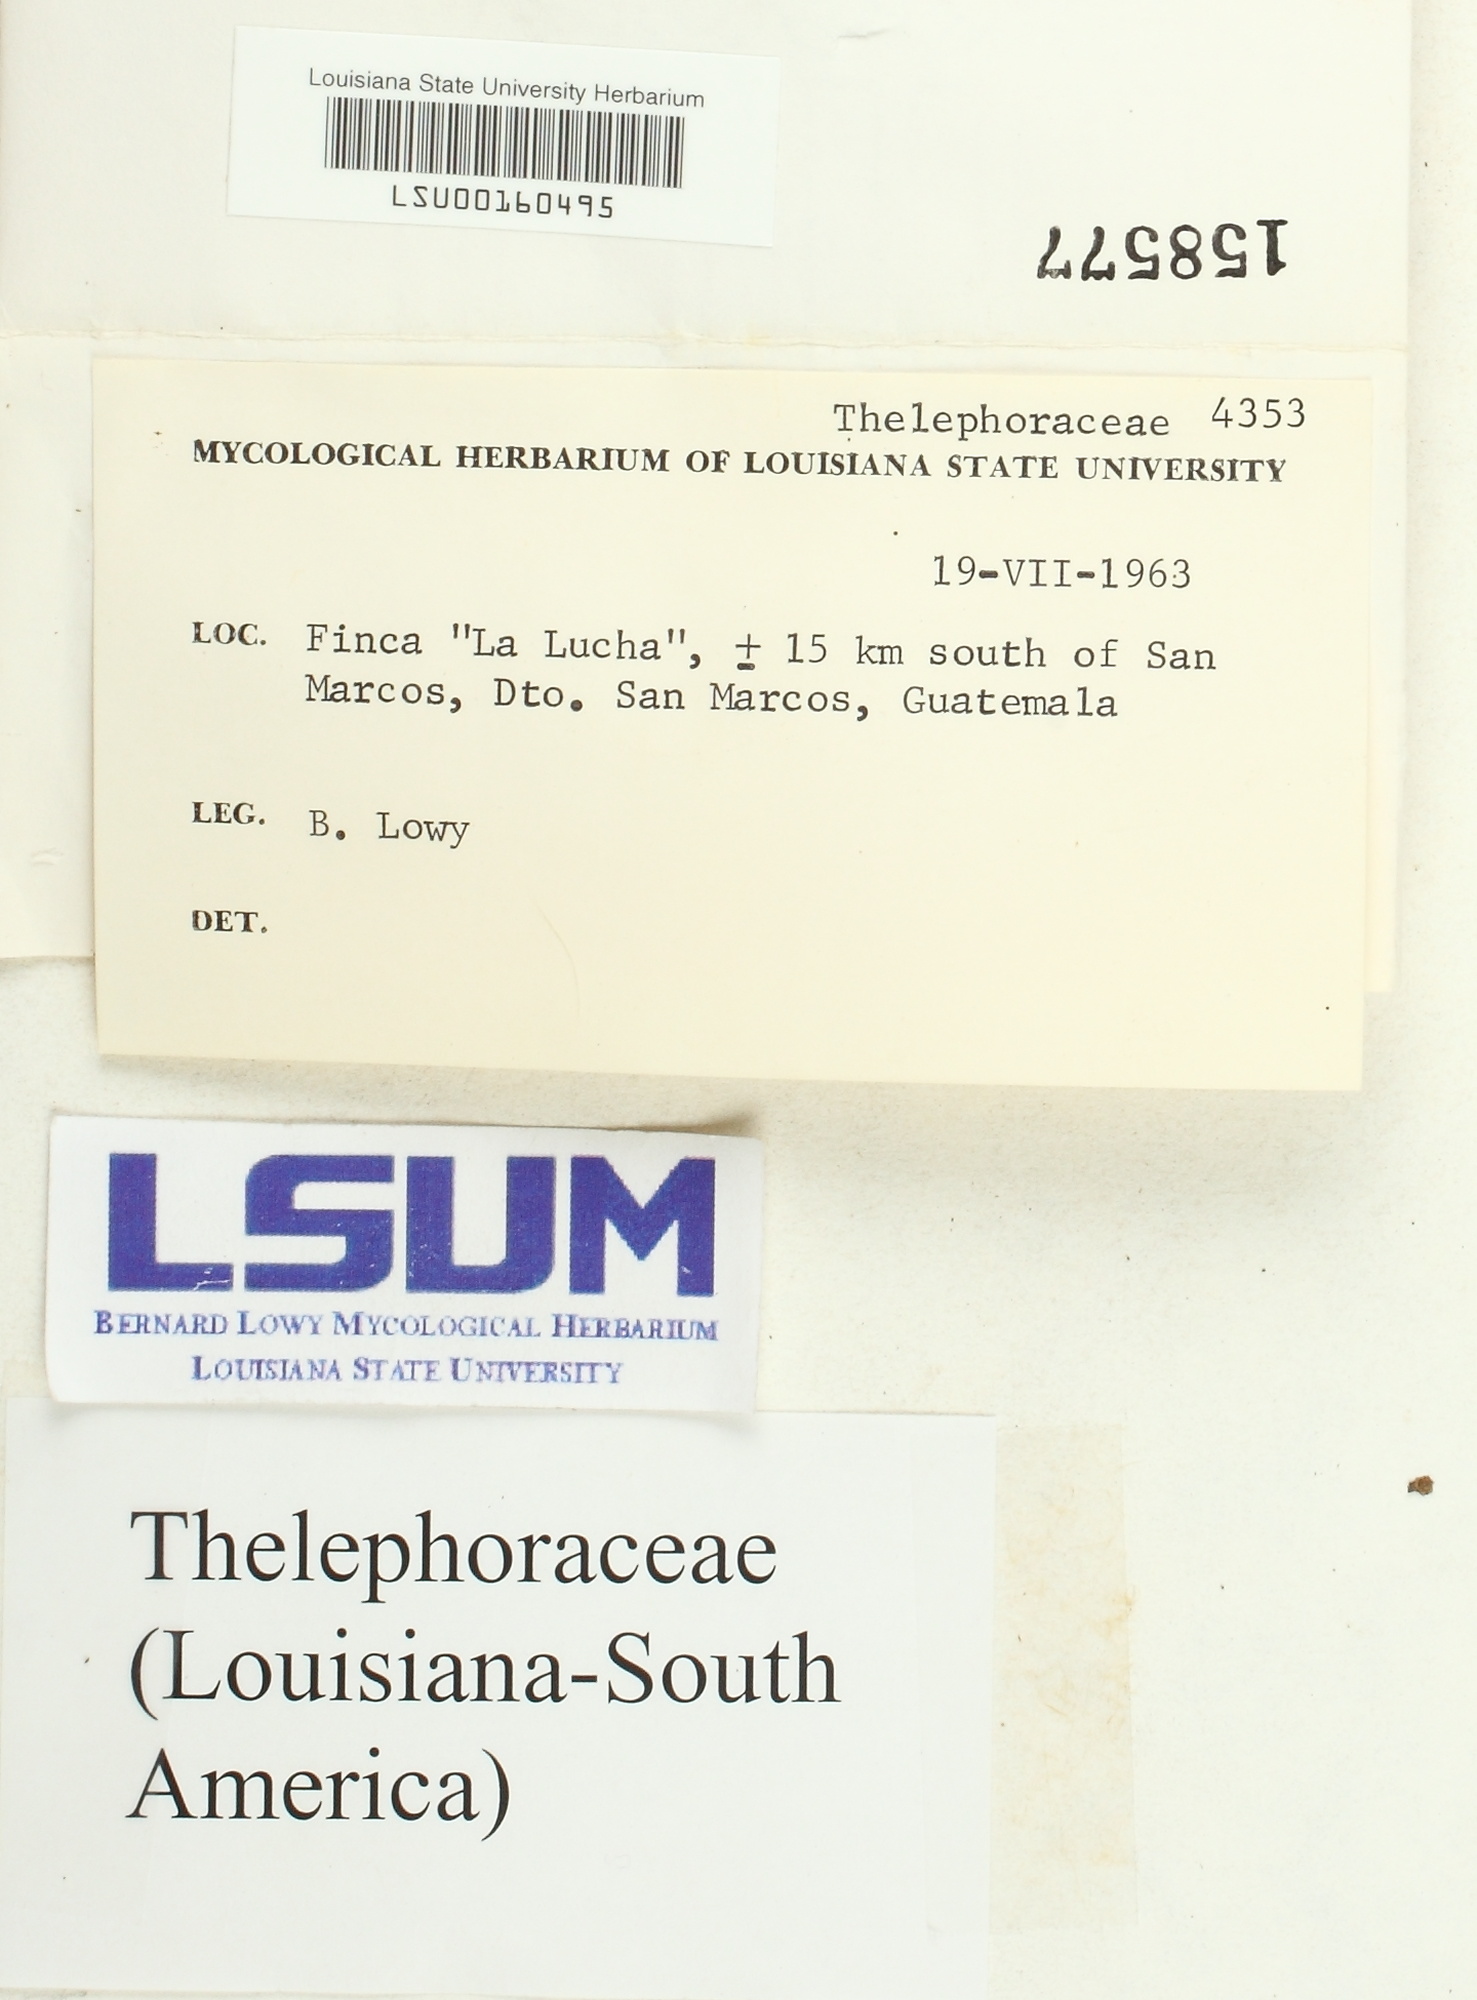 Louisiana State University Herbarium
LSU00160495
158577
Thelephoraceae 4353
MYCOLOGICAL HERBARIUM OF LOUISIANA STATE UNIVERSITY
19-VII-1963
LOC. Finca "La Lucha", ± 15 km south of San
Marcos, Dto. San Marcos, Guatemala
LEG. B. Lowy
DET.
LSUM
BERNARD LOWY MYCOLOGICAL HERBARIUM
LOUISIANA STATE UNIVERSITY
Thelephoraceae
(Louisiana-South
America)